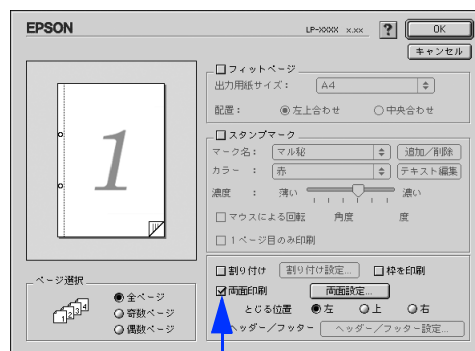 EPSON
LP-XXXX x.xx ? OK
キャンセル
フィットページ
出力用紙サイズ： A4
配置： 左上合わせ 中央合わせ
スタンプマーク
マーク名： マル秘 追加／削除
カラー： 赤 テキスト編集
濃度 ： 薄い 濃い
マウスによる回転 角度 度
1ページ目のみ印刷
1
ページ選択
1 2 3 4
全ページ
奇数ページ
偶数ページ
割り付け 割り付け設定... 枠を印刷
両面印刷 両面設定...
とじる位置 左 上 右
ヘッダー／フッター ヘッダー／フッター設定...